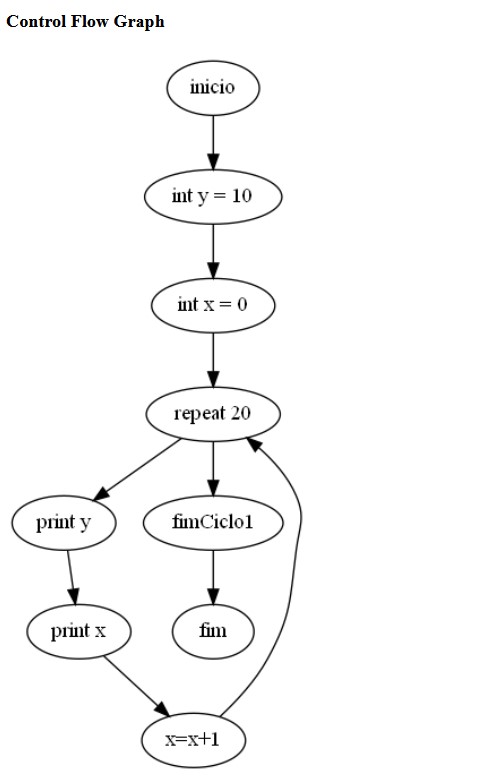 Control Flow Graph
inicio
int y = 10
int x = 0
repeat 20
print y
fimCiclo1
print x
fim
x=x+1